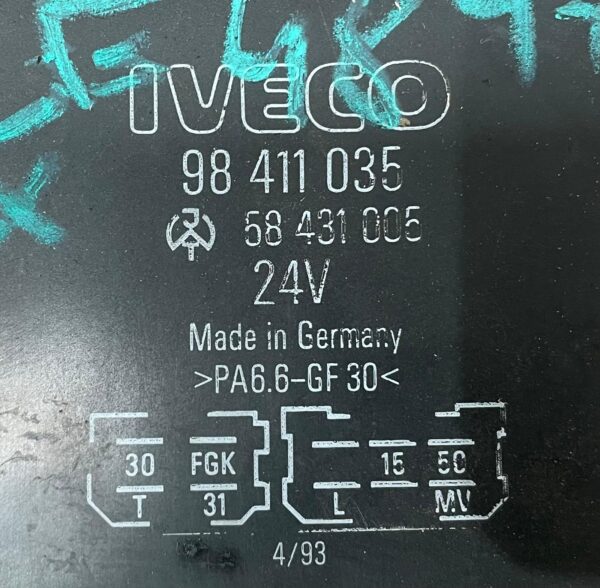 IVECO
98 411 035
58 431 005
24V
Made in Germany
>PA6.6-GF 30<
30 FGK 15 50
T 31 L MV
4/93